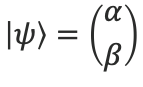 |ψ⟩ = (α
β)